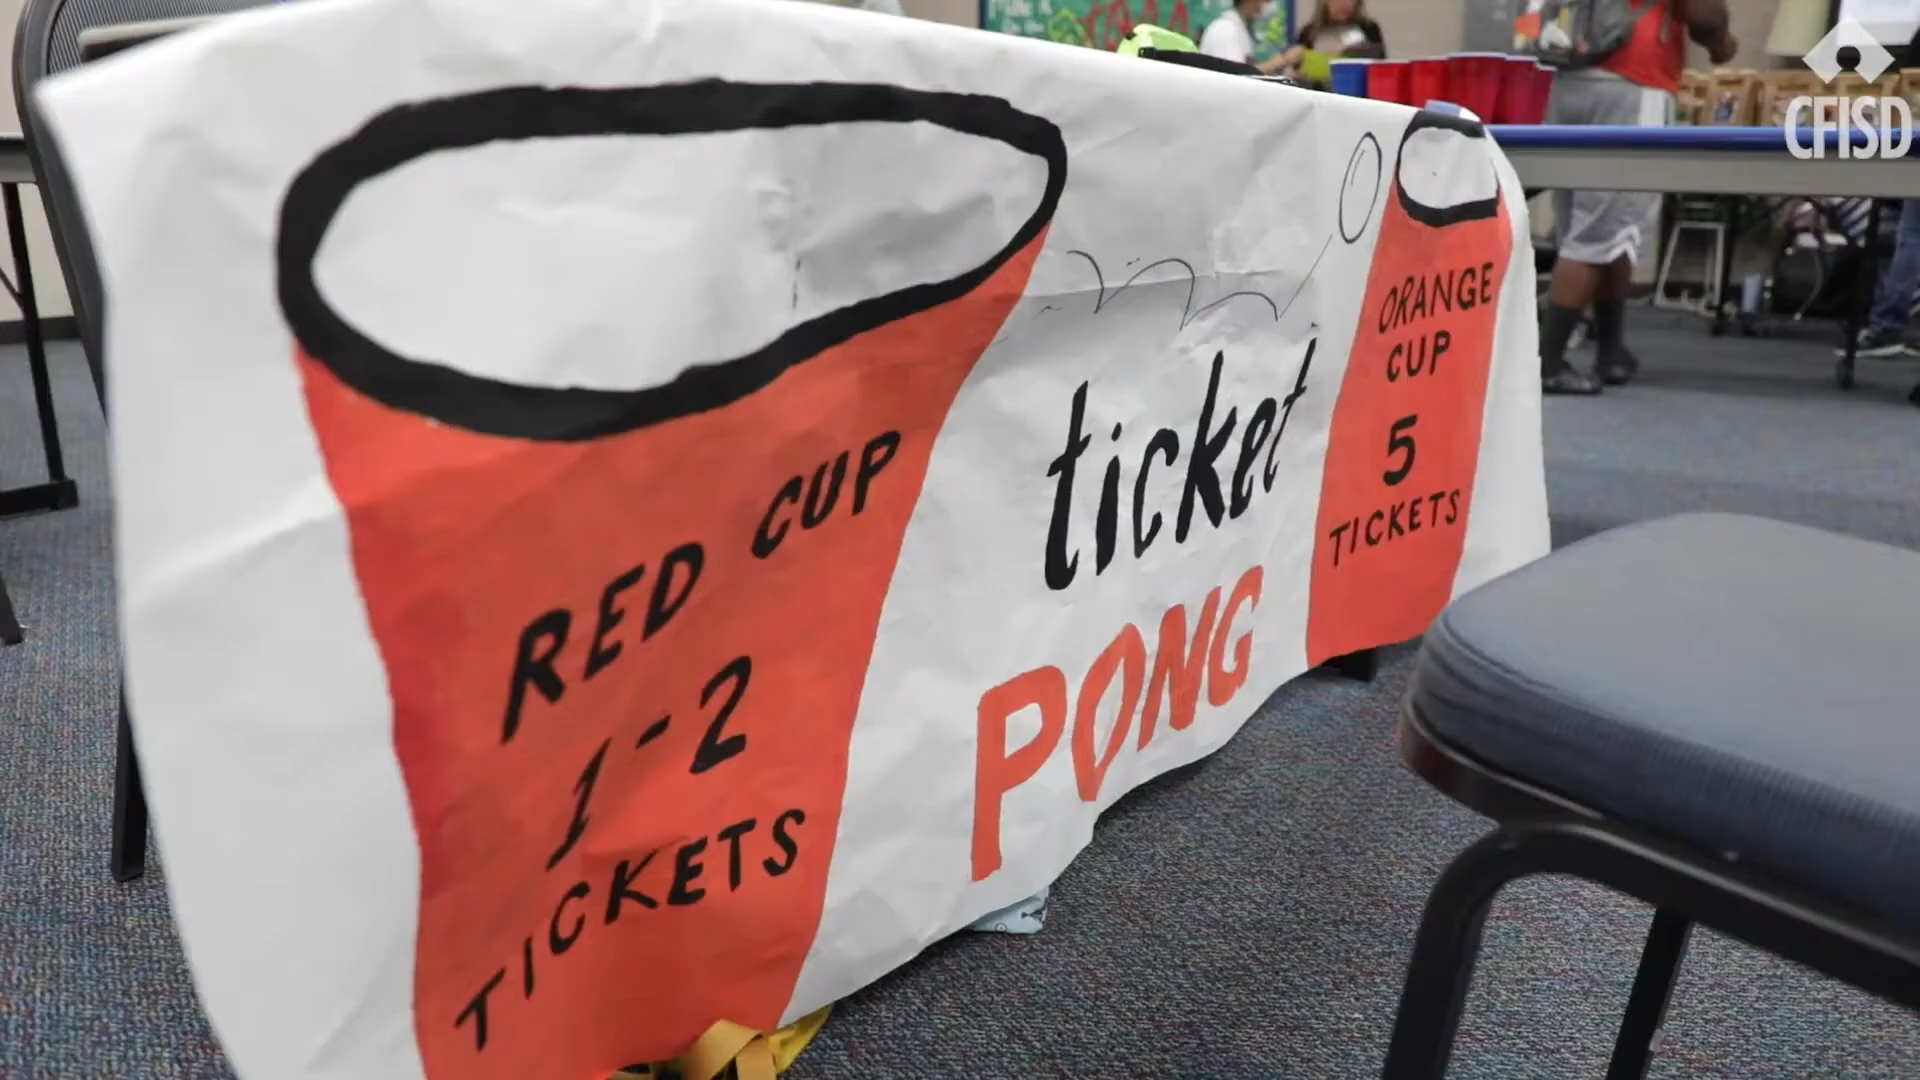 RED CUP
1-2
TICKETS
ticket
PONG
ORANGE
CUP
5
TICKETS
CFISD